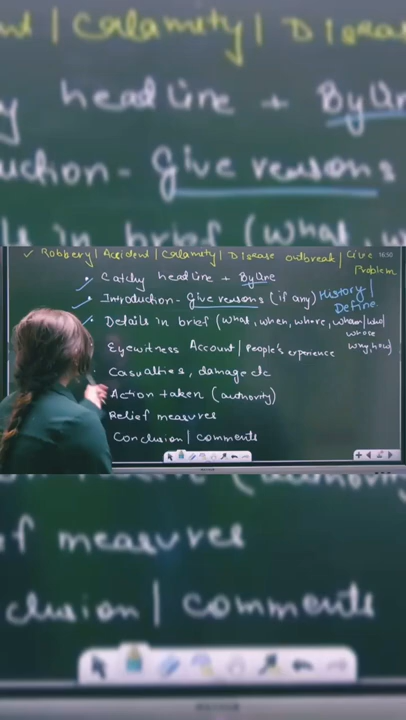 ✓ Robbery | Accident | Calamity | Disease outbreak | Civic Problem
Catchy headline + ByLine
Introduction - Give reasons (if any) History | Define
Details in brief (what, when, where, whom | who | whose
why, how)
Eyewitness Account | People's experience
Casualties, damage etc
Action taken (authority)
Relief measures
Conclusion | comments